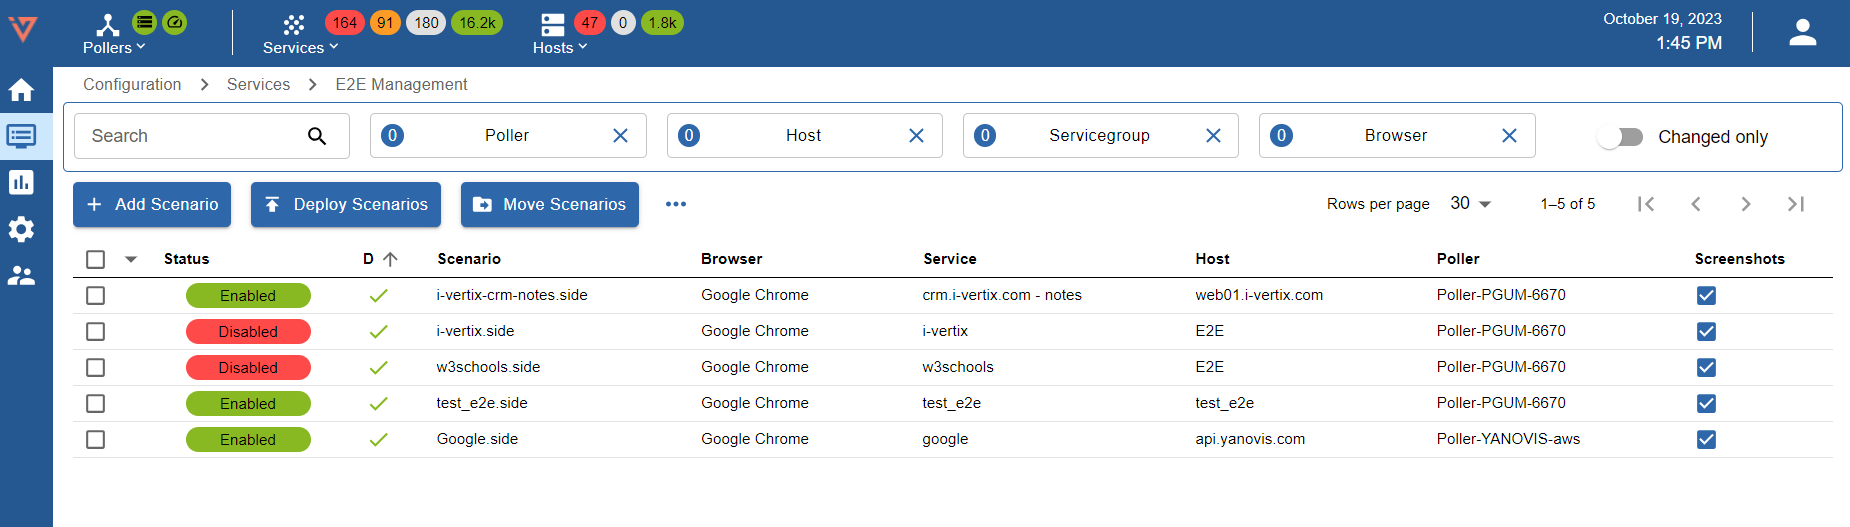 164 91 180 16.2k 47 0 1.8k October 19, 2023
Pollers Services Hosts 1:45 PM
Configuration Services E2E Management
Search 0 Poller 0 Host 0 Servicegroup 0 Browser Changed only
Add Scenario Deploy Scenarios Move Scenarios Rows per page 30 1–5 of 5
Status D Scenario Browser Service Host Poller Screenshots
Enabled i-vertix-crm-notes.side Google Chrome crm.i-vertix.com - notes web01.i-vertix.com Poller-PGUM-6670
Disabled i-vertix.side Google Chrome i-vertix E2E Poller-PGUM-6670
Disabled w3schools.side Google Chrome w3schools E2E Poller-PGUM-6670
Enabled test_e2e.side Google Chrome test_e2e test_e2e Poller-PGUM-6670
Enabled Google.side Google Chrome google api.yanovis.com Poller-YANOVIS-aws